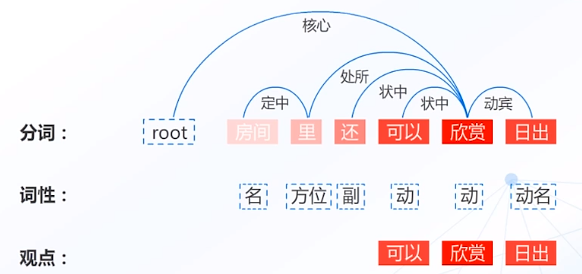 核心
处所
定中
状中
状中
动宾
分词： root 房间 里 还 可以 欣赏 日出
词性： 名 方位 副 动 动 动名
观点： 可以 欣赏 日出